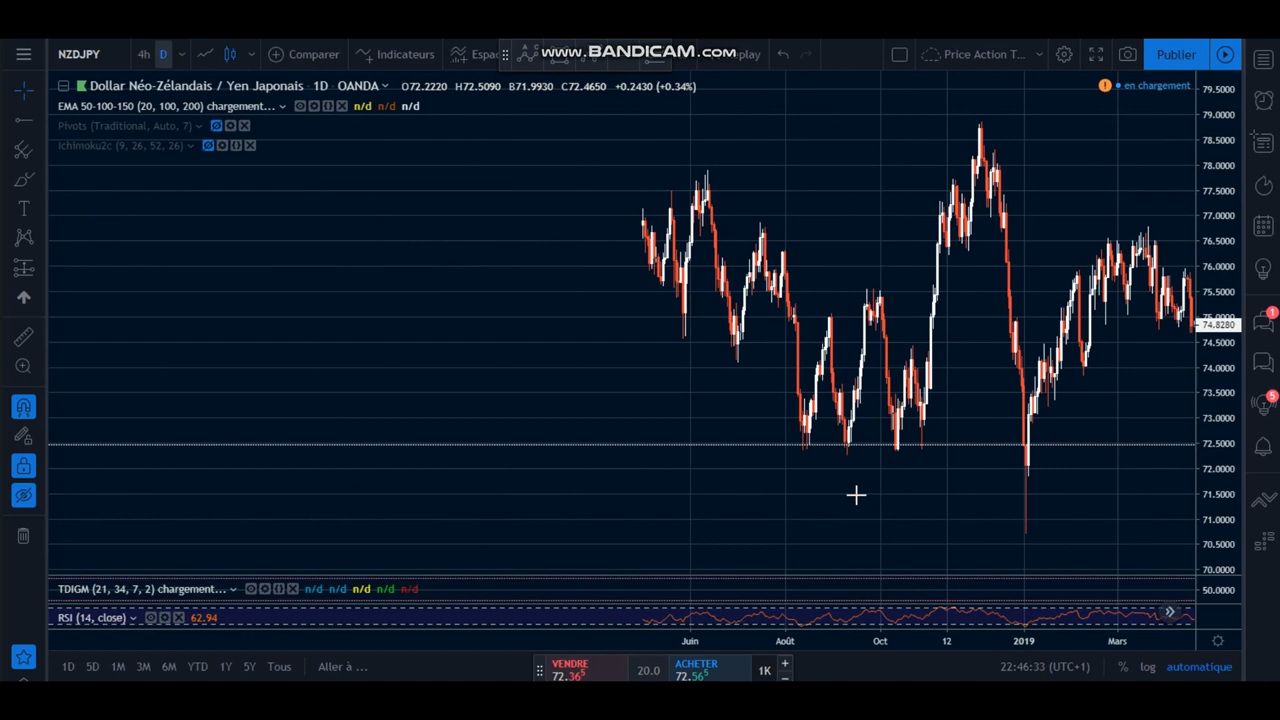 www.BANDICAM.com
NZDJPY 4h D Comparer Indicateurs Espa play Price Action T... Publier
Dollar Néo-Zélandais / Yen Japonais · 1D · OANDA O72.2220 H72.5090 B71.9930 C72.4650 +0.2430 (+0.34%) ! en chargement
EMA 50-100-150 (20, 100, 200) chargement... n/d n/d n/d
Pivots (Traditional, Auto, 7)
Ichimoku2c (9, 26, 52, 26)
79.5000
79.0000
78.5000
78.0000
77.5000
77.0000
76.5000
76.0000
75.5000
75.0000
74.8280
74.5000
74.0000
73.5000
73.0000
72.5000
72.0000
71.5000
71.0000
70.5000
70.0000
1
5
TDIGM (21, 34, 7, 2) chargement... n/d n/d n/d n/d n/d
50.0000
RSI (14, close) 62.94
Juin Août Oct 12 2019 Mars
1D 5D 1M 3M 6M YTD 1Y 5Y Tous Aller à ... 22:46:33 (UTC+1) % log automatique
VENDRE 20.0 ACHETER 1K
72.36⁵ 72.56⁵